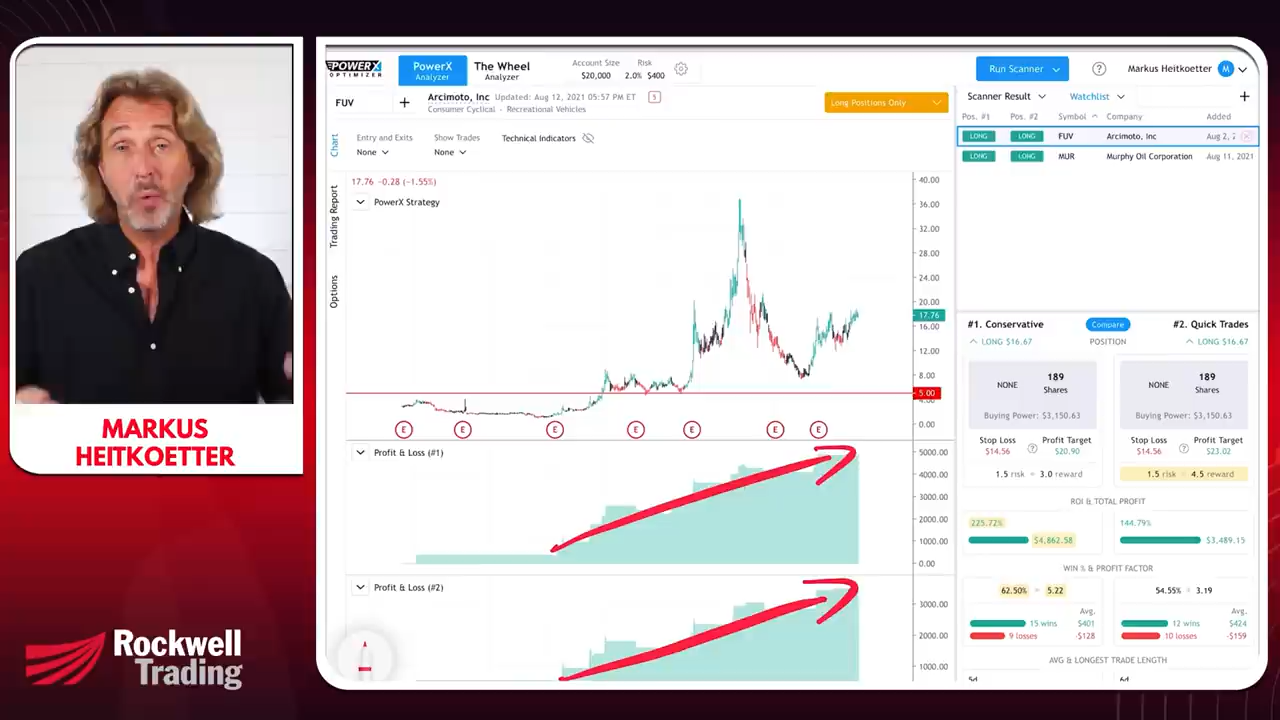 MARKUS
HEITKOETTER
Rockwell
Trading
POWERX
OPTIMIZER
PowerX
Analyzer
The Wheel
Analyzer
Account Size
$20,000
Risk
2.0% $400
Run Scanner
?
Markus Heitkoetter
M
FUV
Arcimoto, Inc Updated: Aug 12, 2021 05:57 PM ET 5
Consumer Cyclical - Recreational Vehicles
Long Positions Only
Chart
Trading Report
Options
Entry and Exits
None
Show Trades
None
Technical Indicators
17.76 -0.28 (-1.55%)
PowerX Strategy
40.00
36.00
32.00
28.00
24.00
20.00
17.76
16.00
12.00
8.00
5.00
4.00
0.00
E E E E E E E
Profit & Loss (#1)
5000.00
4000.00
3000.00
2000.00
1000.00
0.00
Profit & Loss (#2)
3000.00
2000.00
1000.00
Scanner Result
Watchlist
Pos. #1 Pos. #2 Symbol Company Added
LONG LONG FUV Arcimoto, Inc Aug 2,
LONG LONG MUR Murphy Oil Corporation Aug 11, 2021
#1. Conservative Compare #2. Quick Trades
LONG $16.67 POSITION LONG $16.67
NONE
189
Shares
Buying Power: $3,150.63
NONE
189
Shares
Buying Power: $3,150.63
Stop Loss
$14.56
?
Profit Target
$20.90
1.5 risk = 3.0 reward
Stop Loss
$14.56
?
Profit Target
$23.02
1.5 risk = 4.5 reward
ROI & TOTAL PROFIT
225.72%
$4,862.58
144.79%
$3,489.15
WIN % & PROFIT FACTOR
62.50% - 5.22
54.55% - 3.19
Avg.
15 wins $401
9 losses -$128
Avg.
12 wins $424
10 losses -$159
AVG & LONGEST TRADE LENGTH
5d
6d